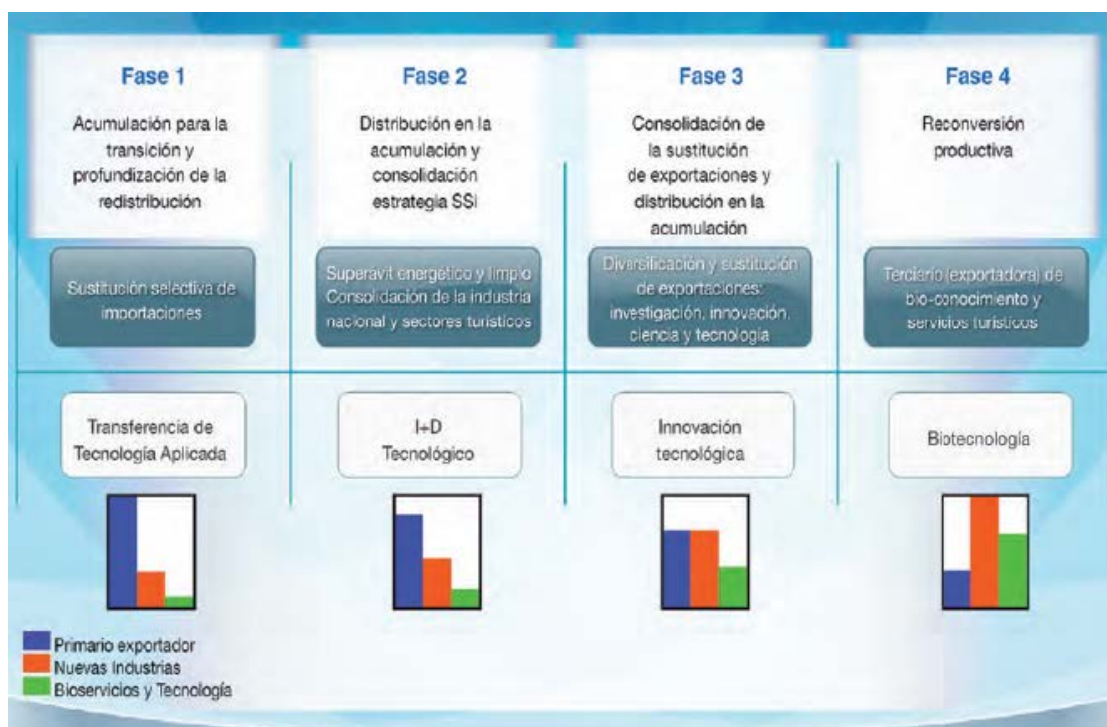 Fase 1
Acumulación para la
transición y
profundización de la
redistribución
Fase 2
Distribución en la
acumulación y
consolidación
estrategia SSi
Fase 3
Consolidación de
la sustitución
de exportaciones y
distribución en la
acumulación
Fase 4
Reconversión
productiva
Sustitución selectiva de
importaciones
Superávit energético y limpio
Consolidación de la industria
nacional y sectores turísticos
Diversificación y sustitución
de exportaciones:
investigación, innovación,
ciencia y tecnología
Terciario (exportadora) de
bio-conocimiento y
servicios turísticos
Transferencia de
Tecnología Aplicada
I+D
Tecnológico
Innovación
tecnológica
Biotecnología
Primario exportador
Nuevas Industrias
Bioservicios y Tecnología